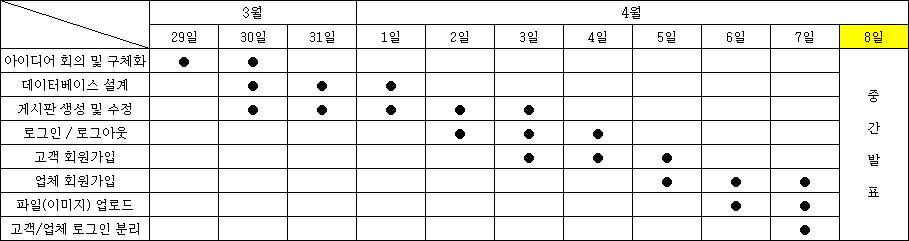 3월 4월
29일 30일 31일 1일 2일 3일 4일 5일 6일 7일 8일
아이디어 회의 및 구체화 ● ●
데이터베이스 설계 ● ● ●
게시판 생성 및 수정 ● ● ● ● ●
로그인 / 로그아웃 ● ● ●
고객 회원가입 ● ● ●
업체 회원가입 ● ● ●
파일(이미지) 업로드 ● ●
고객/업체 로그인 분리 ●
중
간
발
표